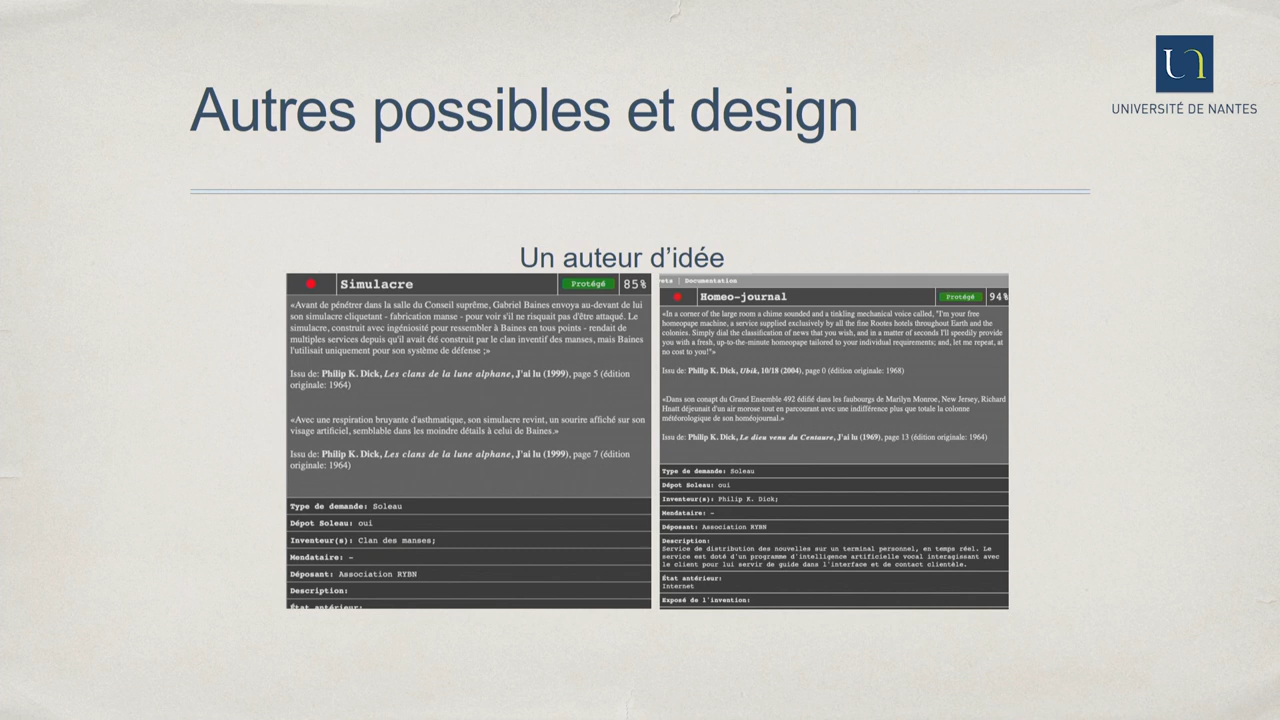 Autres possibles et design
UNIVERSITÉ DE NANTES
Un auteur d’idée
Simulacre
Protégé
85%
«Avant de pénétrer dans la salle du Conseil suprême, Gabriel Baines envoya au-devant de lui
son simulacre cliquetant - fabrication manse - pour voir s'il ne risquait pas d'être attaqué. Le
simulacre, construit avec ingéniosité pour ressembler à Baines en tous points - rendait de
multiples services depuis qu'il avait été construit par le clan inventif des manses, mais Baines
l'utilisait uniquement pour son système de défense ;»
Issu de: Philip K. Dick, Les clans de la lune alphane, J'ai lu (1999), page 5 (édition
originale: 1964)
«Avec une respiration bruyante d'asthmatique, son simulacre revint, un sourire affiché sur son
visage artificiel, semblable dans les moindre détails à celui de Baines.»
Issu de: Philip K. Dick, Les clans de la lune alphane, J'ai lu (1999), page 7 (édition
originale: 1964)
Type de demande: Soleau
Dépot Soleau: oui
Inventeur(s): Clan des manses;
Mendataire: -
Déposant: Association RYBN
Description:
État antérieur:
| Documentation
Homeo-journal
Protégé
94%
«In a corner of the large room a chime sounded and a tinkling mechanical voice called, "I'm your free
homeopape machine, a service supplied exclusively by all the fine Rootes hotels throughout Earth and the
colonies. Simply dial the classification of news that you wish, and in a matter of seconds I'll speedily provide
you with a fresh, up-to-the-minute homeopape tailored to your individual requirements; and, let me repeat, at
no cost to you!"»
Issu de: Philip K. Dick, Ubik, 10/18 (2004), page 0 (édition originale: 1968)
«Dans son conapt du Grand Ensemble 492 édifié dans les faubourgs de Marilyn Monroe, New Jersey, Richard
Hnatt déjeunait d'un air morose tout en parcourant avec une indifférence plus que totale la colonne
météorologique de son homéojournal.»
Issu de: Philip K. Dick, Le dieu venu du Centaure, J'ai lu (1969), page 13 (édition originale: 1964)
Type de demande: Soleau
Dépot Soleau: oui
Inventeur(s): Philip K. Dick;
Mendataire: -
Déposant: Association RYBN
Description:
Service de distribution des nouvelles sur un terminal personnel, en temps réel. Le
service est doté d'un programme d'intelligence artificielle vocal interagissant avec
le client pour lui servir de guide dans l'interface et de contact clientèle.
État antérieur:
Internet
Exposé de l'invention: